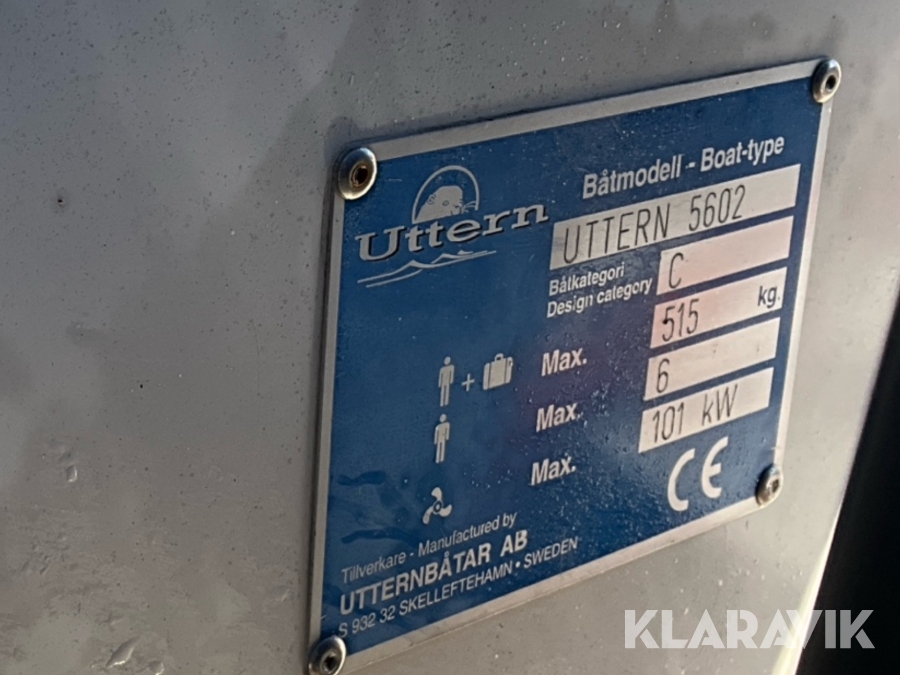 Uttern
Båtmodell - Boat-type
UTTERN 5602
Båtkategori
Design category
C
Max.
515 kg.
Max.
6
Max.
101 kW
CE
Tillverkare - Manufactured by
UTTERNBÅTAR AB
S 932 32 SKELLEFTEHAMN • SWEDEN
KLARAVIK